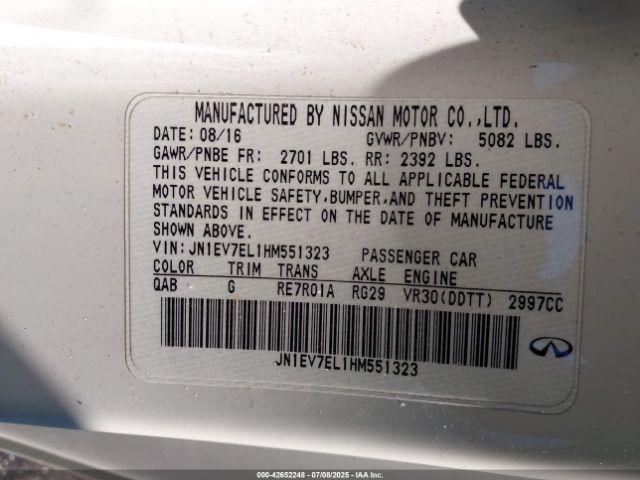 MANUFACTURED BY NISSAN MOTOR CO.,LTD.
DATE: 08/16 GVWR/PNBV: 5082 LBS.
GAWR/PNBE FR: 2701 LBS. RR: 2392 LBS.
THIS VEHICLE CONFORMS TO ALL APPLICABLE FEDERAL
MOTOR VEHICLE SAFETY,BUMPER,AND THEFT PREVENTION
STANDARDS IN EFFECT ON THE DATE OF MANUFACTURE
SHOWN ABOVE.
VIN: JN1EV7EL1HM551323 PASSENGER CAR
COLOR TRIM TRANS AXLE ENGINE
QAB G RE7R01A RG29 VR30(DDTT) 2997CC
JN1EV7EL1HM551323
000-42652248 - 07/08/2025 - IAAI.COM